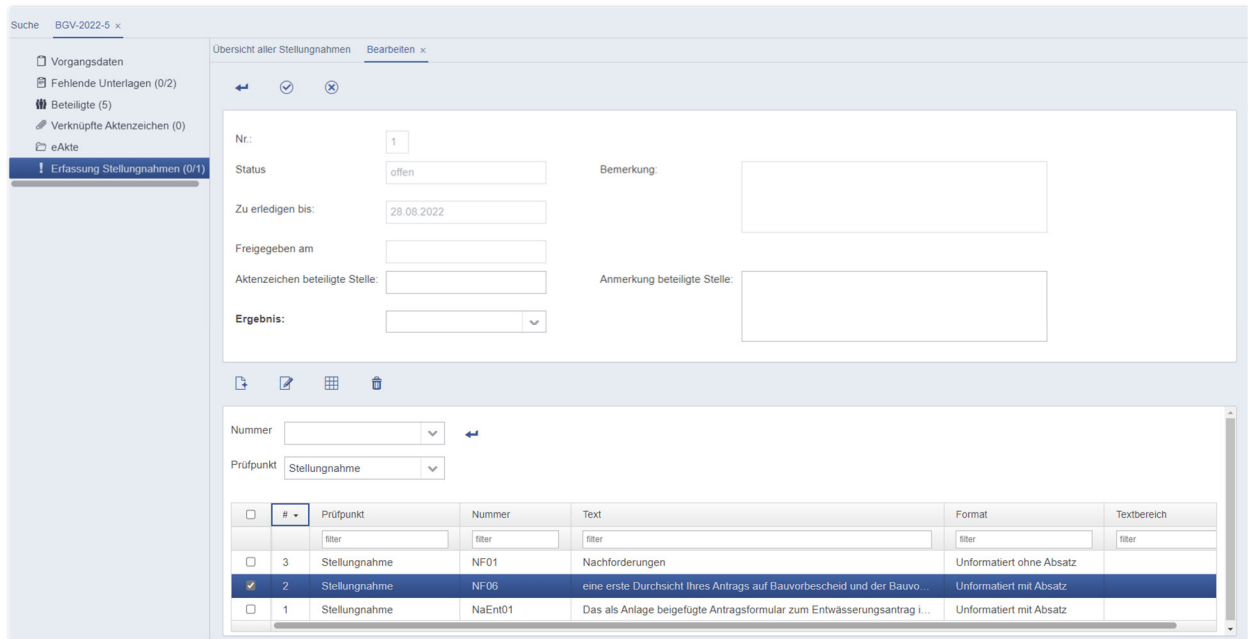 Suche BGV-2022-5 ×
Übersicht aller Stellungnahmen Bearbeiten ×
Vorgangsdaten
Fehlende Unterlagen (0/2)
Beteiligte (5)
Verknüpfte Aktenzeichen (0)
eAkte
! Erfassung Stellungnahmen (0/1)
Nr.: 1
Status offen Bemerkung:
Zu erledigen bis: 28.08.2022
Freigegeben am
Aktenzeichen beteiligte Stelle: Anmerkung beteiligte Stelle:
Ergebnis:
Nummer
Prüfpunkt Stellungnahme
# Prüfpunkt Nummer Text Format Textbereich
filter filter filter filter filter
3 Stellungnahme NF01 Nachforderungen Unformatiert ohne Absatz
2 Stellungnahme NF06 eine erste Durchsicht Ihres Antrags auf Bauvorbescheid und der Bauvo... Unformatiert mit Absatz
1 Stellungnahme NaEnt01 Das als Anlage beigefügte Antragsformular zum Entwässerungsantrag i... Unformatiert mit Absatz